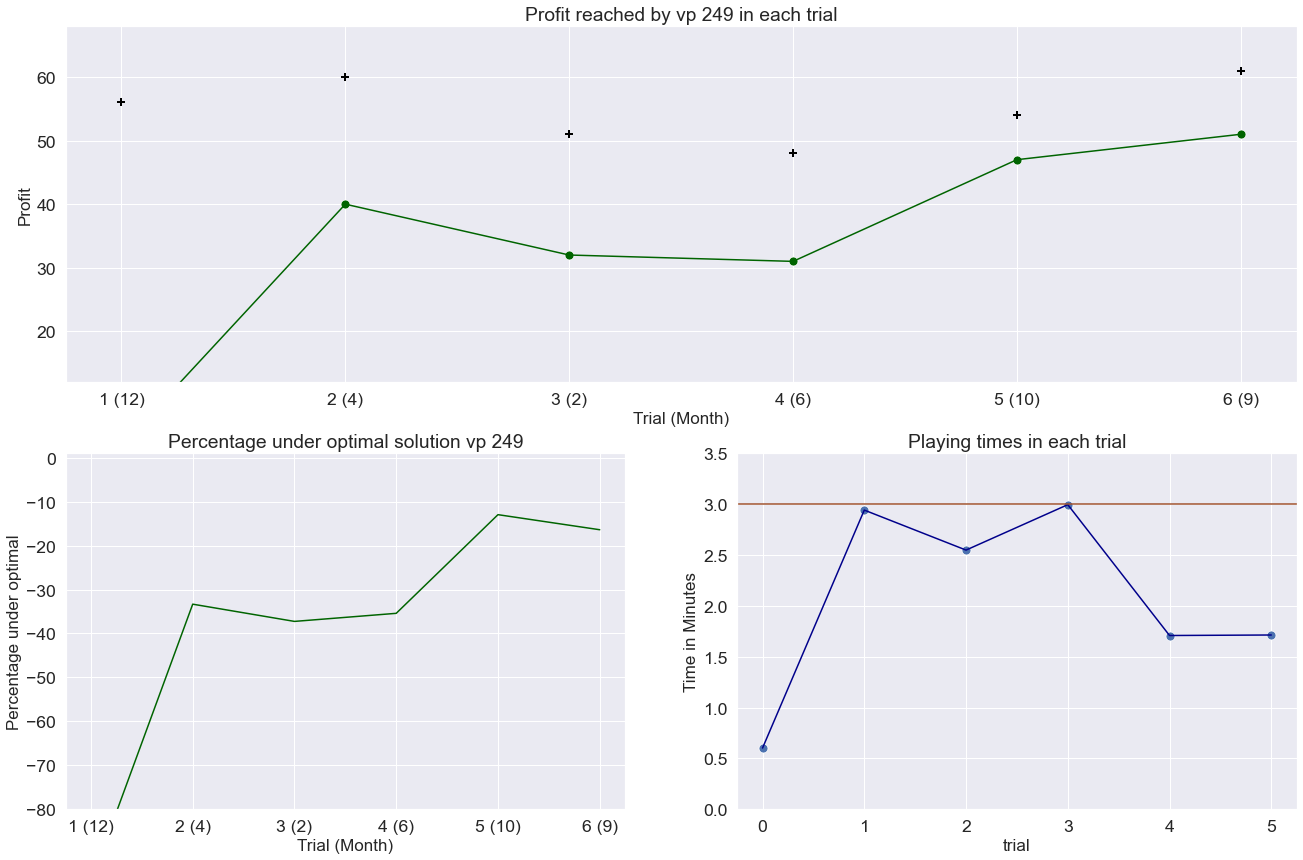 Profit reached by vp 249 in each trial
Profit
60
50
40
30
20
1 (12) 2 (4) 3 (2) 4 (6) 5 (10) 6 (9)
Trial (Month)
Percentage under optimal solution vp 249
Percentage under optimal
0
−10
−20
−30
−40
−50
−60
−70
−80
1 (12) 2 (4) 3 (2) 4 (6) 5 (10) 6 (9)
Trial (Month)
Playing times in each trial
Time in Minutes
3.5
3.0
2.5
2.0
1.5
1.0
0.5
0.0
0 1 2 3 4 5
trial